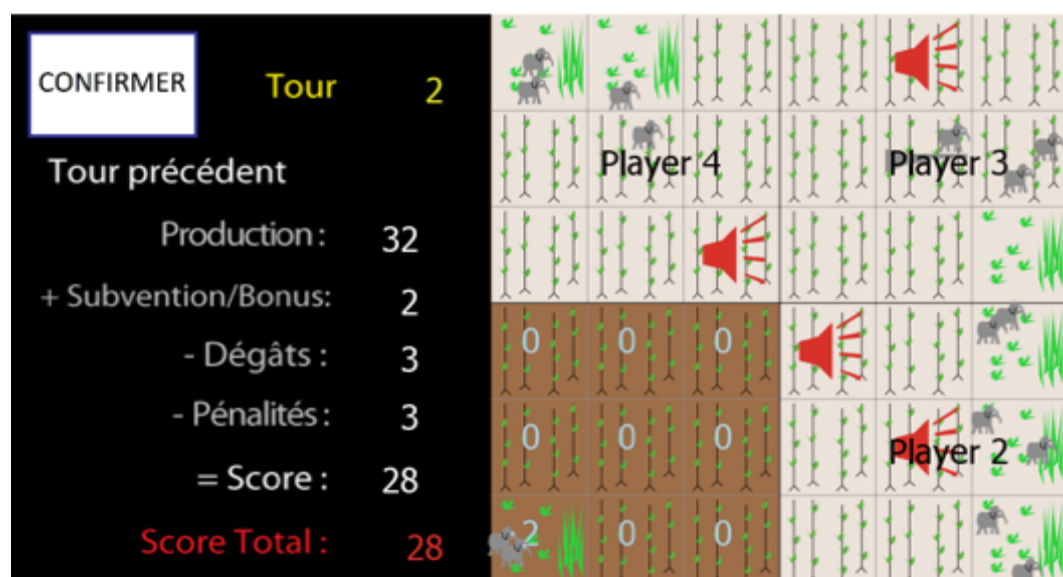 CONFIRMER
Tour 2
Tour précédent
Production : 32
+ Subvention/Bonus: 2
- Dégâts : 3
- Pénalités : 3
= Score : 28
Score Total : 28
Player 4
Player 3
0 0 0
0 0 0
Player 2
2 0 0